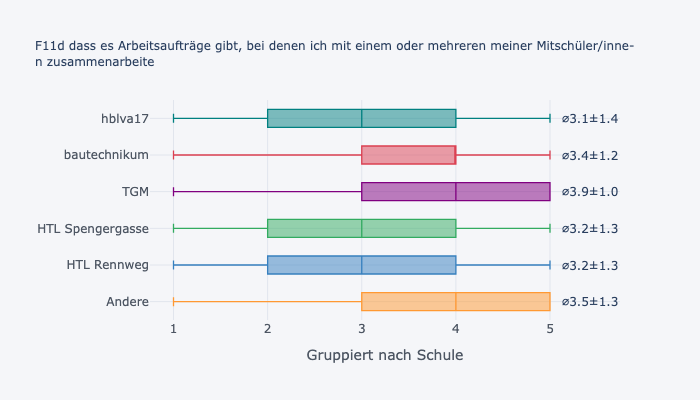 F11d dass es Arbeitsaufträge gibt, bei denen ich mit einem oder mehreren meiner Mitschüler/inne-
n zusammenarbeite
hblva17 ⌀3.1±1.4
bautechnikum ⌀3.4±1.2
TGM ⌀3.9±1.0
HTL Spengergasse ⌀3.2±1.3
HTL Rennweg ⌀3.2±1.3
Andere ⌀3.5±1.3
1 2 3 4 5
Gruppiert nach Schule